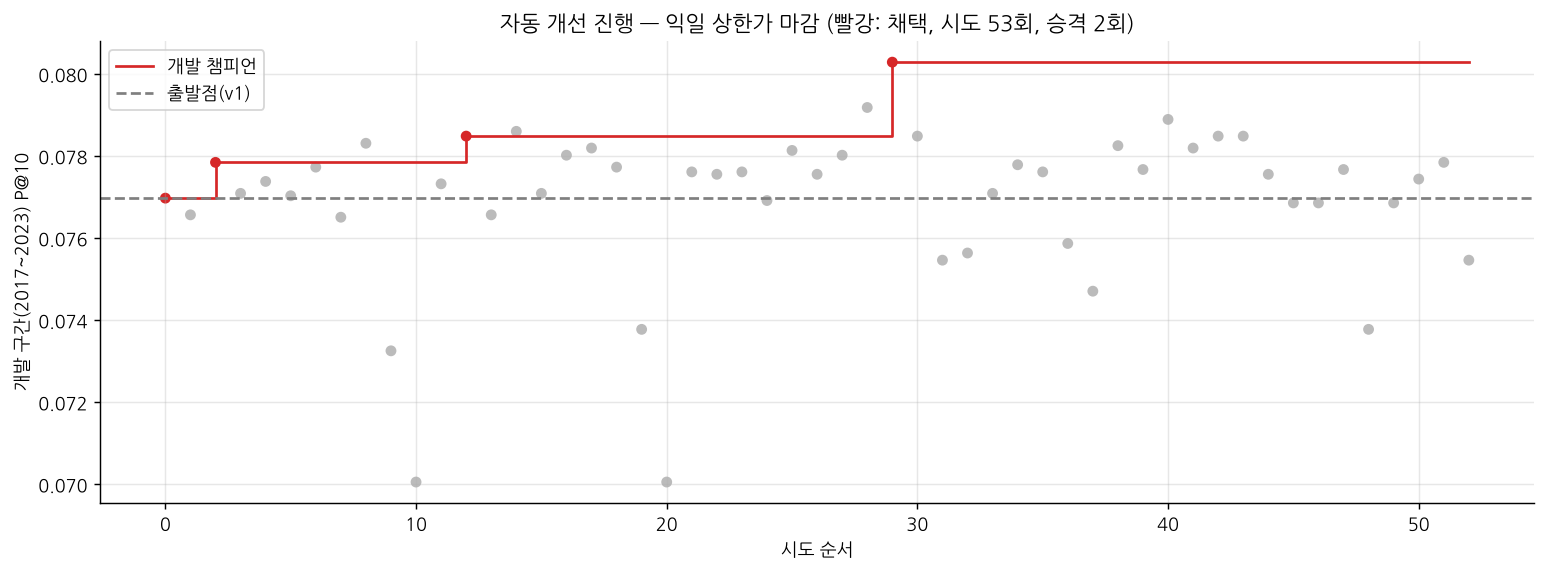 자동 개선 진행 — 익일 상한가 마감 (빨강: 채택, 시도 53회, 승격 2회)
개발 챔피언
출발점(v1)
개발 구간(2017~2023) P@10
0.080
0.078
0.076
0.074
0.072
0.070
0 10 20 30 40 50
시도 순서